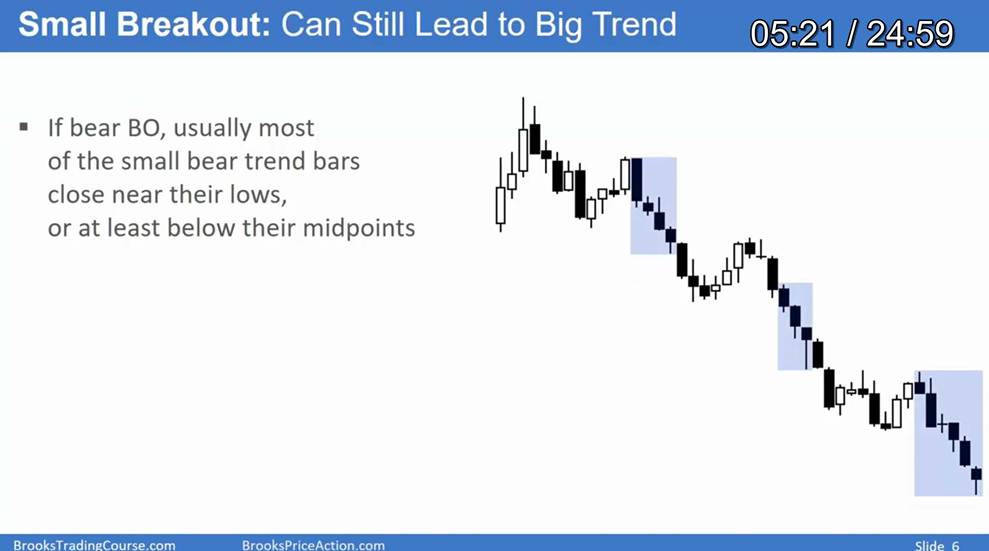 Small Breakout: Can Still Lead to Big Trend
05:21 / 24:59
▪ If bear BO, usually most
of the small bear trend bars
close near their lows,
or at least below their midpoints
BrooksTradingCourse.com
BrooksPriceAction.com
Slide 6